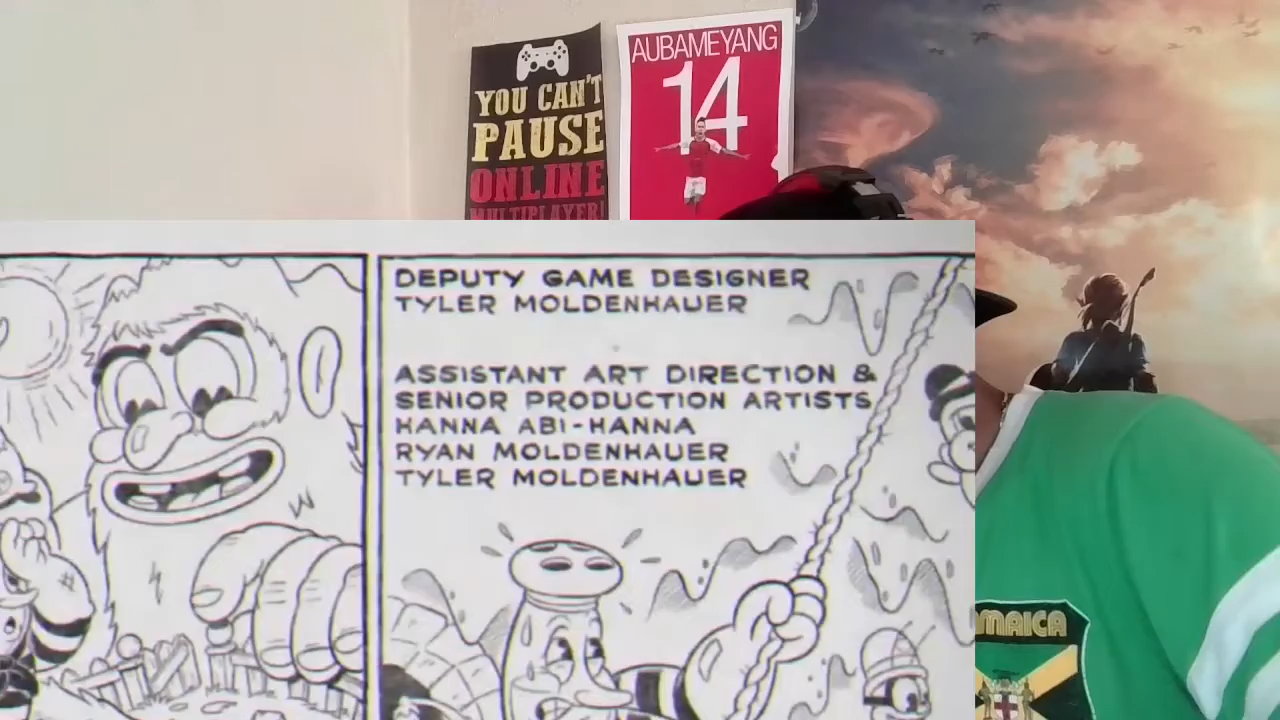 YOU CAN'T
PAUSE
ONLINE
MULTIPLAYER!
AUBAMEYANG
14
DEPUTY GAME DESIGNER
TYLER MOLDENHAUER
ASSISTANT ART DIRECTION &
SENIOR PRODUCTION ARTISTS
HANNA ABI-HANNA
RYAN MOLDENHAUER
TYLER MOLDENHAUER
MAICA